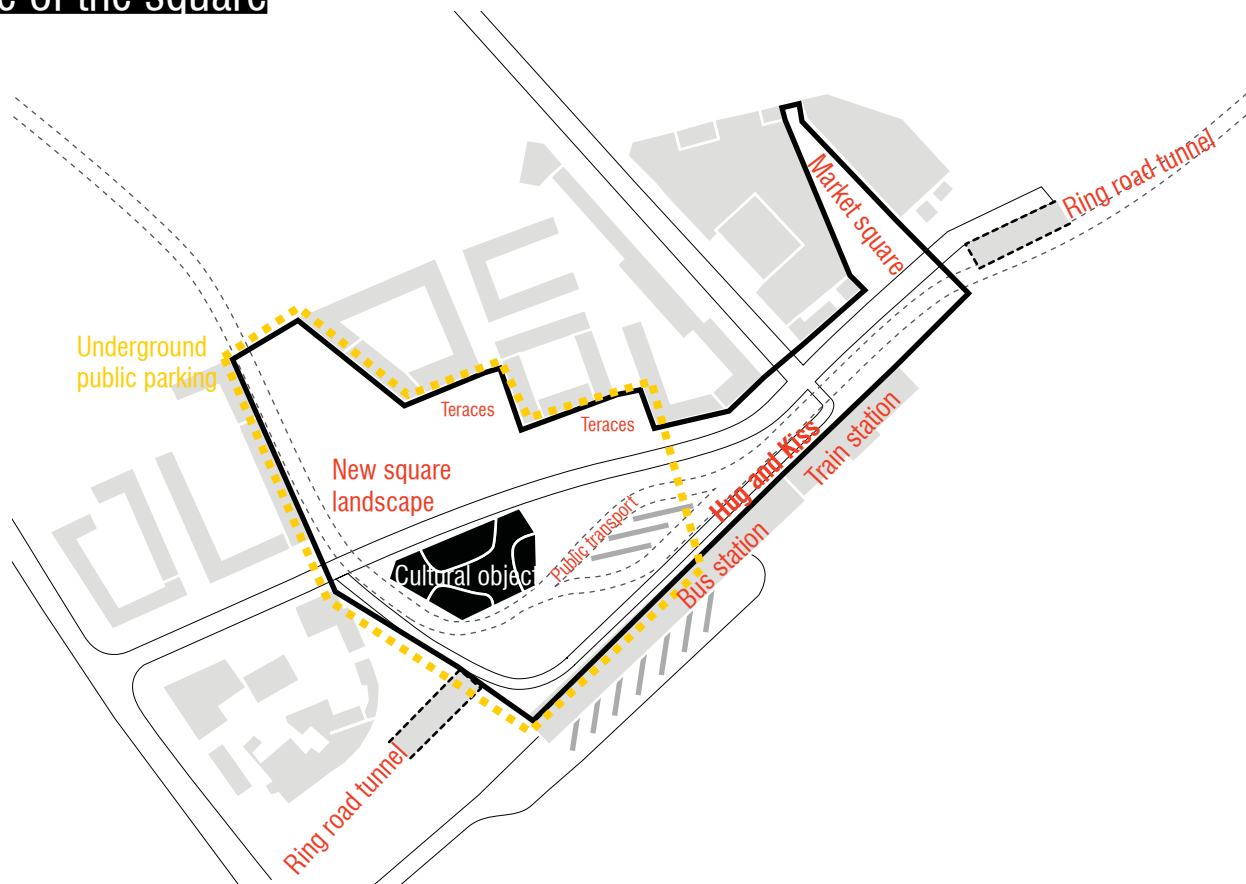 of the square
Market square
Ring road tunnel
Underground
public parking
Teraces
Teraces
Train station
Hug and Kiss
New square
landscape
Public transport
Cultural object
Bus station
Ring road tunnel